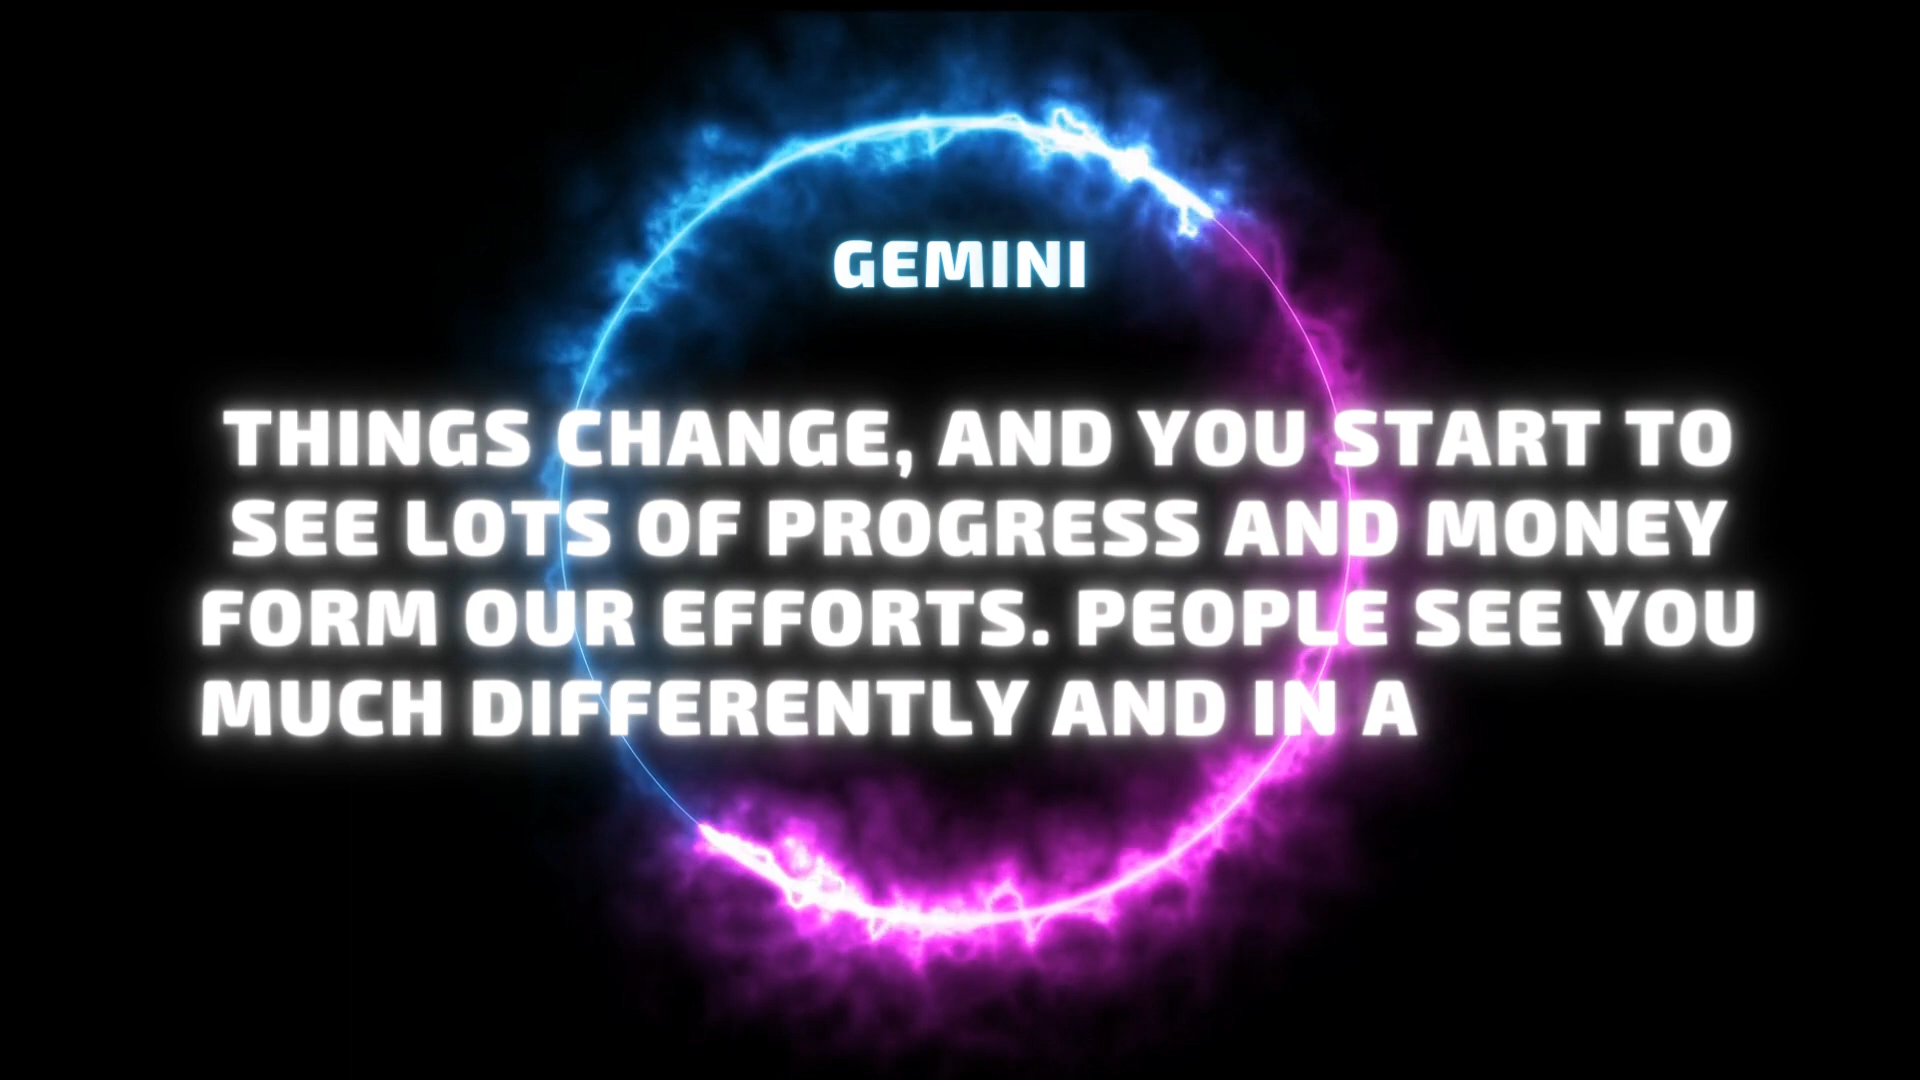 GEMINI
THINGS CHANGE, AND YOU START TO
SEE LOTS OF PROGRESS AND MONEY
FORM OUR EFFORTS. PEOPLE SEE YOU
MUCH DIFFERENTLY AND IN A